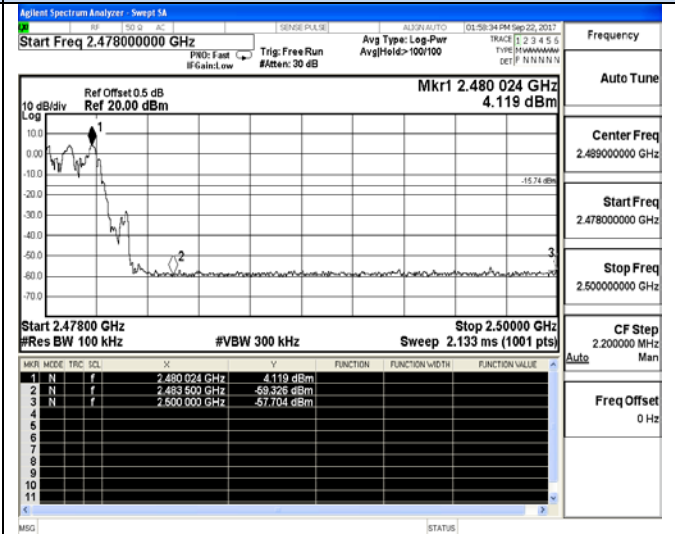 Agilent Spectrum Analyzer - Swept SA
RF 50 Ω AC SENSE:PULSE ALIGN AUTO 01:58:34 PM Sep 22, 2017
Start Freq 2.478000000 GHz
PNO: Fast
IFGain:Low
Trig: Free Run
#Atten: 30 dB
Avg Type: Log-Pwr
Avg|Hold:>100/100
TRACE 1 2 3 4 5 6
TYPE M WWWWW
DET P N N N N N
Ref Offset 0.5 dB
10 dB/div Ref 20.00 dBm
Mkr1 2.480 024 GHz
4.119 dBm
Log
10.0
0.00
-10.0
-20.0
-30.0
-40.0
-50.0
-60.0
-70.0
1
2
3
-15.74 dBm
Start 2.47800 GHz Stop 2.50000 GHz
#Res BW 100 kHz #VBW 300 kHz Sweep 2.133 ms (1001 pts)
MKR MODE TRC SCL X Y FUNCTION FUNCTION WIDTH FUNCTION VALUE
1 N f 2.480 024 GHz 4.119 dBm
2 N f 2.483 500 GHz -59.326 dBm
3 N f 2.500 000 GHz -57.704 dBm
4
5
6
7
8
9
10
11
MSG STATUS
Frequency
Auto Tune
Center Freq
2.489000000 GHz
Start Freq
2.478000000 GHz
Stop Freq
2.500000000 GHz
CF Step
2.200000 MHz
Auto Man
Freq Offset
0 Hz